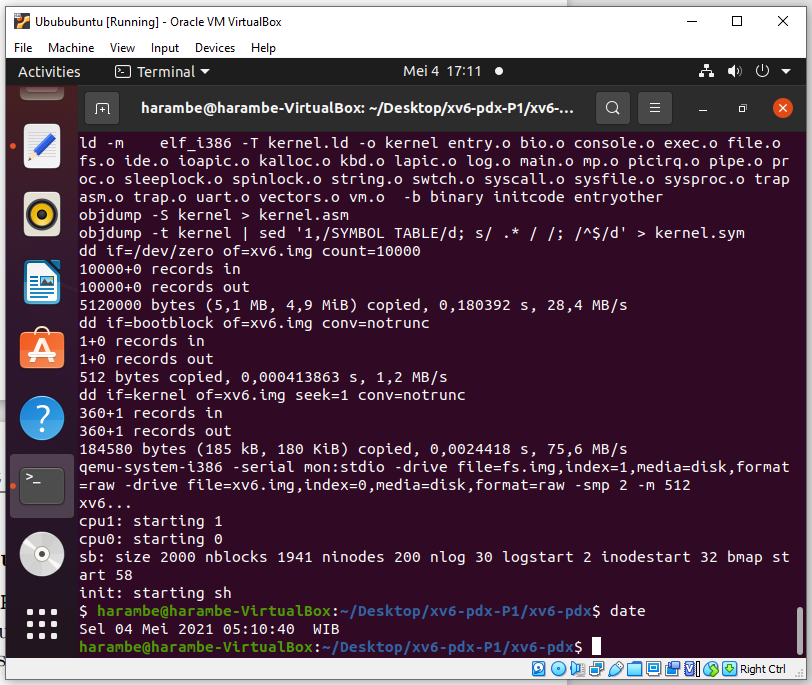 Ubububuntu [Running] - Oracle VM VirtualBox
File Machine View Input Devices Help
Activities Terminal Mei 4 17:11
harambe@harambe-VirtualBox: ~/Desktop/xv6-pdx-P1/xv6-...
ld -m    elf_i386 -T kernel.ld -o kernel entry.o bio.o console.o exec.o file.o
fs.o ide.o ioapic.o kalloc.o kbd.o lapic.o log.o main.o mp.o picirq.o pipe.o pr
oc.o sleeplock.o spinlock.o string.o swtch.o syscall.o sysfile.o sysproc.o trap
asm.o trap.o uart.o vectors.o vm.o  -b binary initcode entryother
objdump -S kernel > kernel.asm
objdump -t kernel | sed '1,/SYMBOL TABLE/d; s/ .* / /; /^$/d' > kernel.sym
dd if=/dev/zero of=xv6.img count=10000
10000+0 records in
10000+0 records out
5120000 bytes (5,1 MB, 4,9 MiB) copied, 0,180392 s, 28,4 MB/s
dd if=bootblock of=xv6.img conv=notrunc
1+0 records in
1+0 records out
512 bytes copied, 0,000413863 s, 1,2 MB/s
dd if=kernel of=xv6.img seek=1 conv=notrunc
360+1 records in
360+1 records out
184580 bytes (185 kB, 180 KiB) copied, 0,0024418 s, 75,6 MB/s
qemu-system-i386 -serial mon:stdio -drive file=fs.img,index=1,media=disk,format
=raw -drive file=xv6.img,index=0,media=disk,format=raw -smp 2 -m 512
xv6...
cpu1: starting 1
cpu0: starting 0
sb: size 2000 nblocks 1941 ninodes 200 nlog 30 logstart 2 inodestart 32 bmap st
art 58
init: starting sh
$ harambe@harambe-VirtualBox:~/Desktop/xv6-pdx-P1/xv6-pdx$ date
Sel 04 Mei 2021 05:10:40  WIB
harambe@harambe-VirtualBox:~/Desktop/xv6-pdx-P1/xv6-pdx$
Right Ctrl